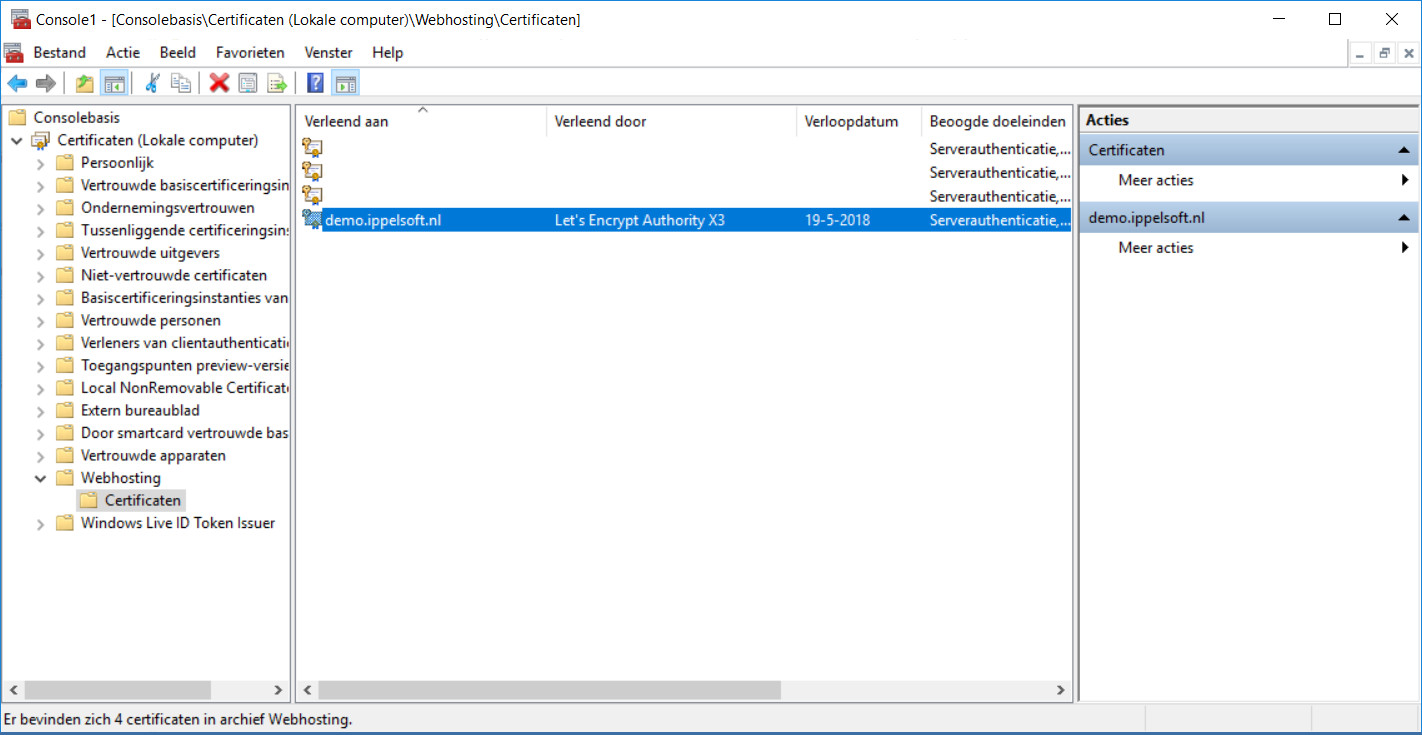 Console1 - [Consolebasis\Certificaten (Lokale computer)\Webhosting\Certificaten]
Bestand Actie Beeld Favorieten Venster Help
Consolebasis
Certificaten (Lokale computer)
Persoonlijk
Vertrouwde basiscertificeringsin
Ondernemingsvertrouwen
Tussenliggende certificeringsins
Vertrouwde uitgevers
Niet-vertrouwde certificaten
Basiscertificeringsinstanties van
Vertrouwde personen
Verleners van clientauthenticati
Toegangspunten preview-versie
Local NonRemovable Certificate
Extern bureaublad
Door smartcard vertrouwde bas
Vertrouwde apparaten
Webhosting
Certificaten
Windows Live ID Token Issuer
Verleend aan Verleend door Verloopdatum Beoogde doeleinden
Serverauthenticatie,...
Serverauthenticatie,...
Serverauthenticatie,...
demo.ippelsoft.nl Let's Encrypt Authority X3 19-5-2018 Serverauthenticatie,...
Acties
Certificaten
Meer acties
demo.ippelsoft.nl
Meer acties
Er bevinden zich 4 certificaten in archief Webhosting.